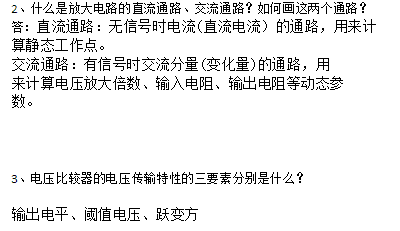 2、什么是放大电路的直流通路、交流通路？如何画这两个通路？
答：直流通路：无信号时电流(直流电流）的通路，用来计
算静态工作点。
交流通路：有信号时交流分量(变化量)的通路，用
来计算电压放大倍数、输入电阻、输出电阻等动态参
数。
3、电压比较器的电压传输特性的三要素分别是什么？
输出电平、阈值电压、跃变方